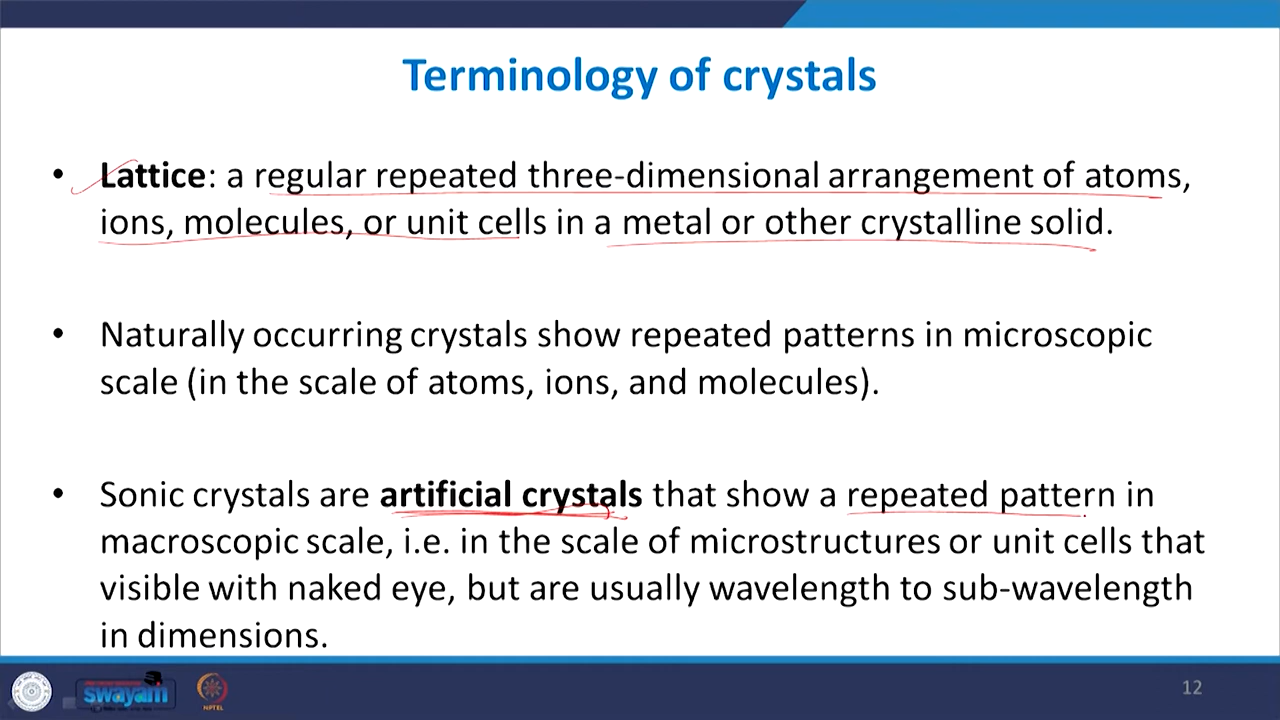 Terminology of crystals
• Lattice: a regular repeated three-dimensional arrangement of atoms,
ions, molecules, or unit cells in a metal or other crystalline solid.
• Naturally occurring crystals show repeated patterns in microscopic
scale (in the scale of atoms, ions, and molecules).
• Sonic crystals are artificial crystals that show a repeated pattern in
macroscopic scale, i.e. in the scale of microstructures or unit cells that
visible with naked eye, but are usually wavelength to sub-wavelength
in dimensions.
swayam
NPTEL
12